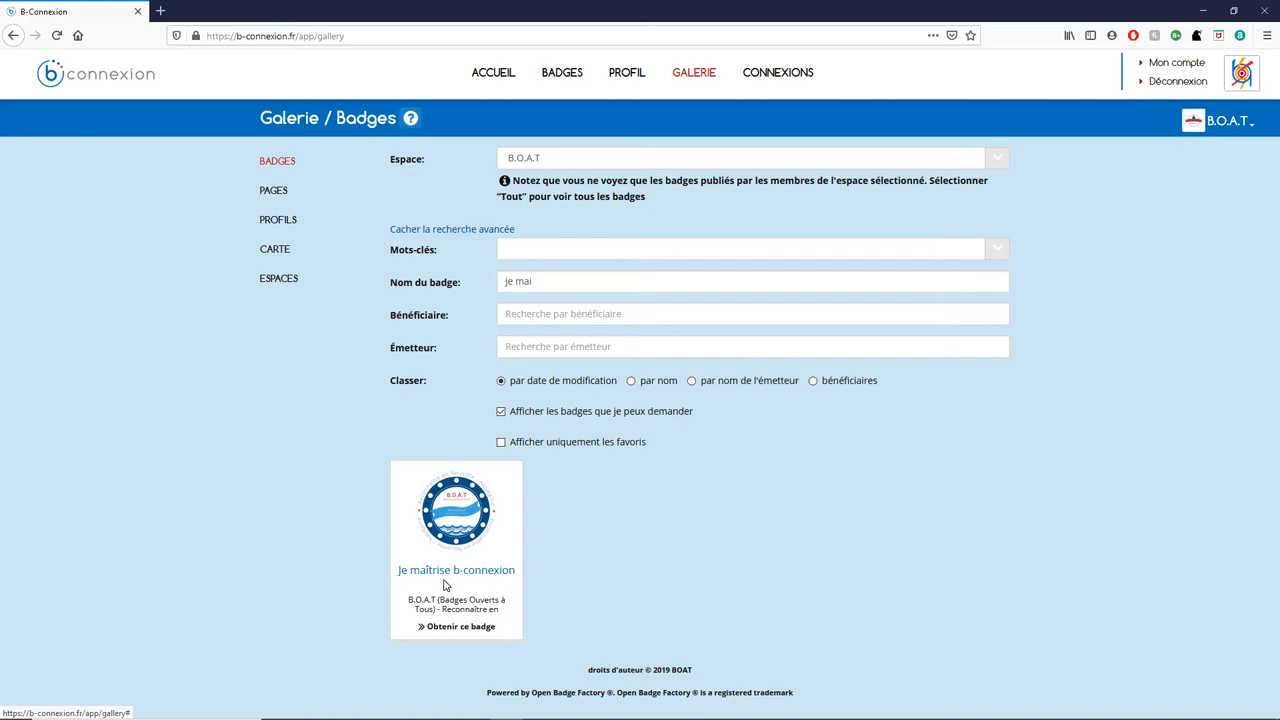 B-Connexion
https://b-connexion.fr/app/gallery
b connexion
ACCUEIL BADGES PROFIL GALERIE CONNEXIONS
Mon compte
Déconnexion
Galerie / Badges ?
B.O.A.T
BADGES
PAGES
PROFILS
CARTE
ESPACES
Espace: B.O.A.T
Notez que vous ne voyez que les badges publiés par les membres de l'espace sélectionné. Sélectionner
"Tout" pour voir tous les badges
Cacher la recherche avancée
Mots-clés:
Nom du badge: je mai
Bénéficiaire: Recherche par bénéficiaire
Émetteur: Recherche par émetteur
Classer: par date de modification par nom par nom de l'émetteur bénéficiaires
Afficher les badges que je peux demander
Afficher uniquement les favoris
B.O.A.T
Je maîtrise b-connexion
B.O.A.T (Badges Ouverts à
Tous) - Reconnaître en
Obtenir ce badge
droits d'auteur © 2019 BOAT
Powered by Open Badge Factory ®. Open Badge Factory ® is a registered trademark
https://b-connexion.fr/app/gallery#